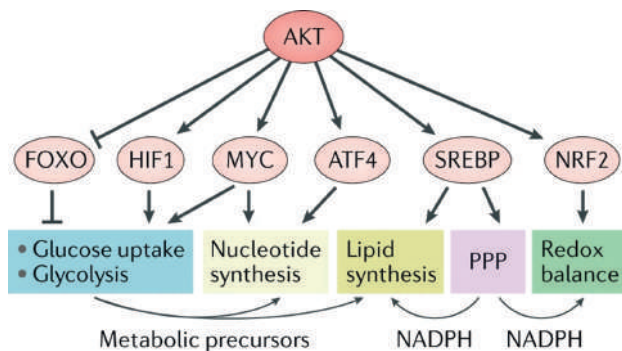 AKT
FOXO
HIF1
MYC
ATF4
SREBP
NRF2
• Glucose uptake
• Glycolysis
Nucleotide
synthesis
Lipid
synthesis
PPP
Redox
balance
Metabolic precursors
NADPH
NADPH